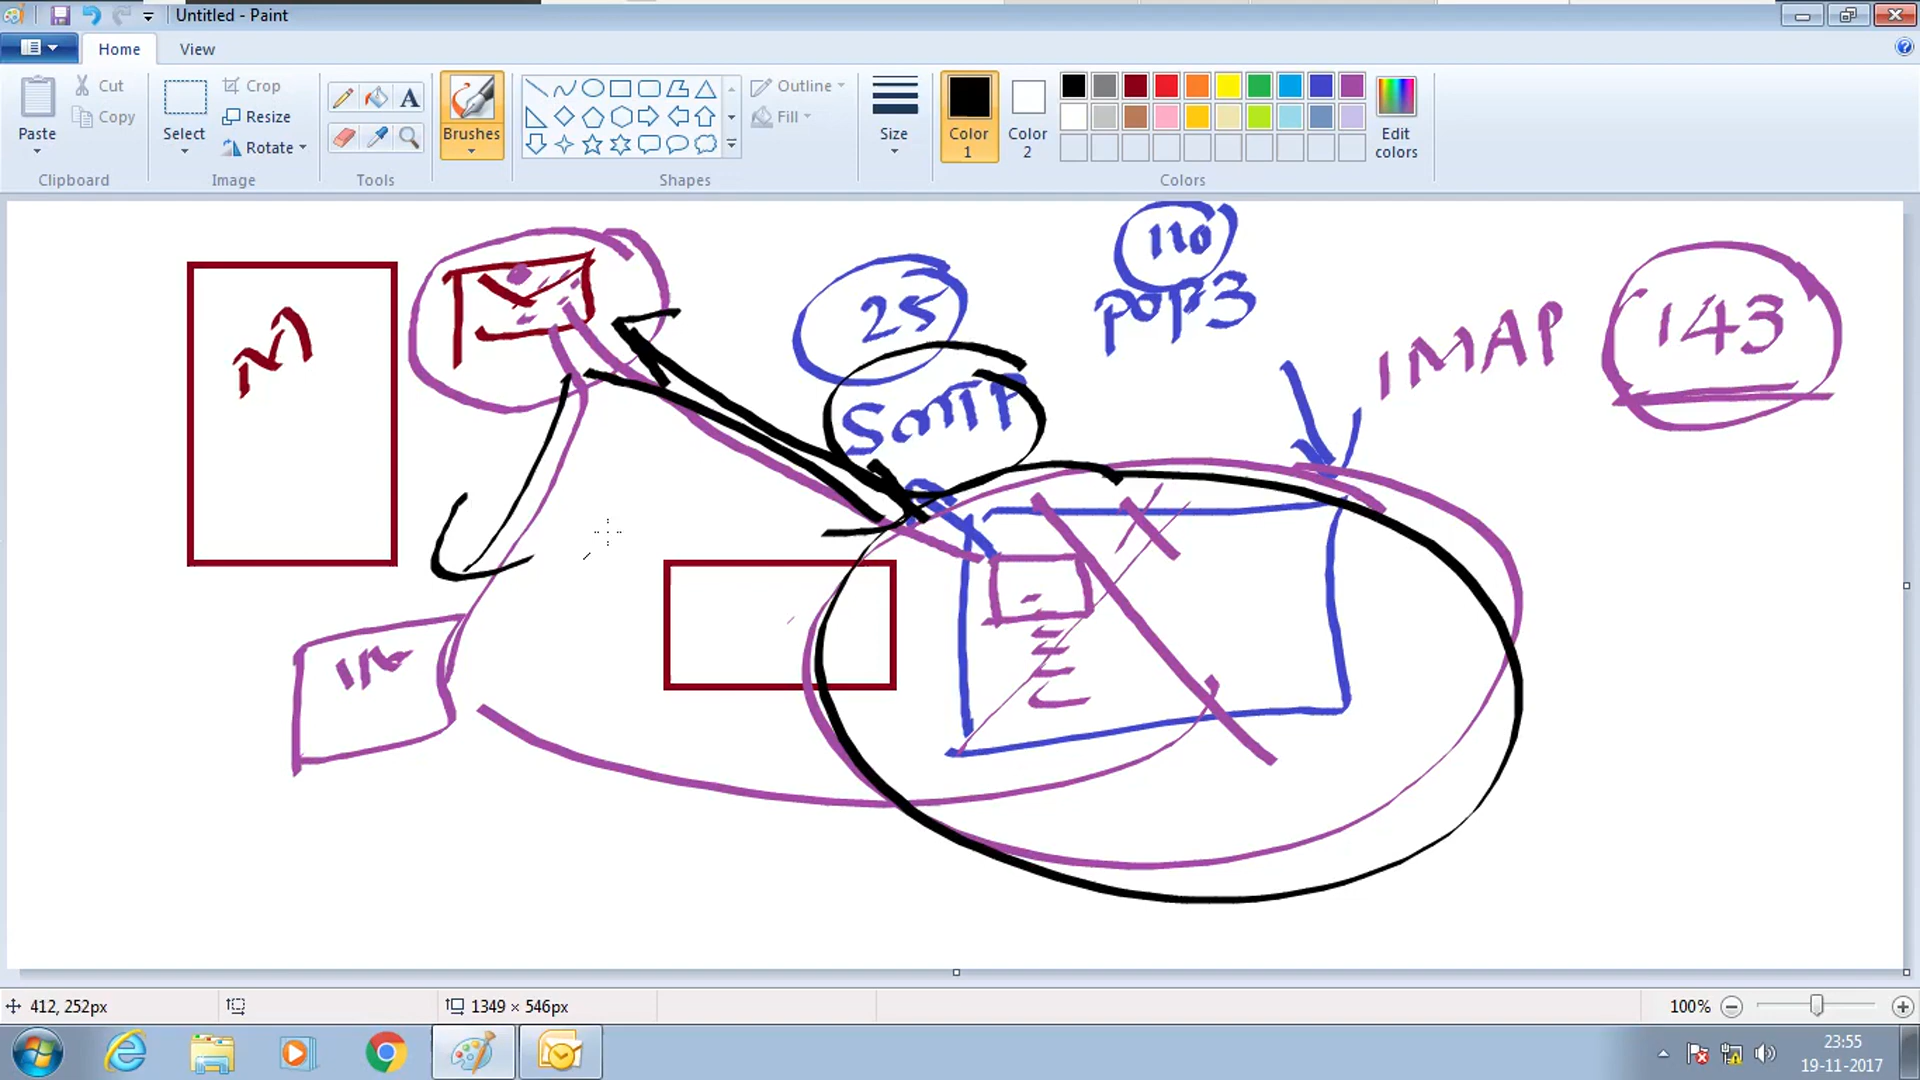 Untitled - Paint
Home
View
Paste
Cut
Copy
Clipboard
Select
Crop
Resize
Rotate
Image
Tools
Brushes
Shapes
Outline
Fill
Size
Color 1
Color 2
Edit colors
Colors
110
POP3
25
SMTP
IMAP
143
M
412, 252px
1349 × 546px
100%
23:55
19-11-2017